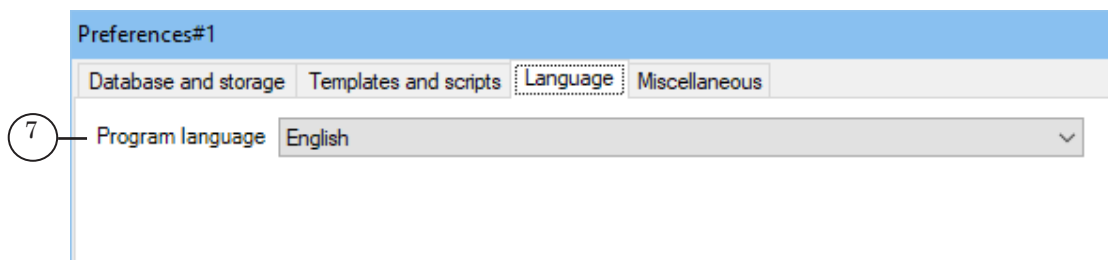 Preferences#1
Database and storage Templates and scripts Language Miscellaneous
7 Program language English